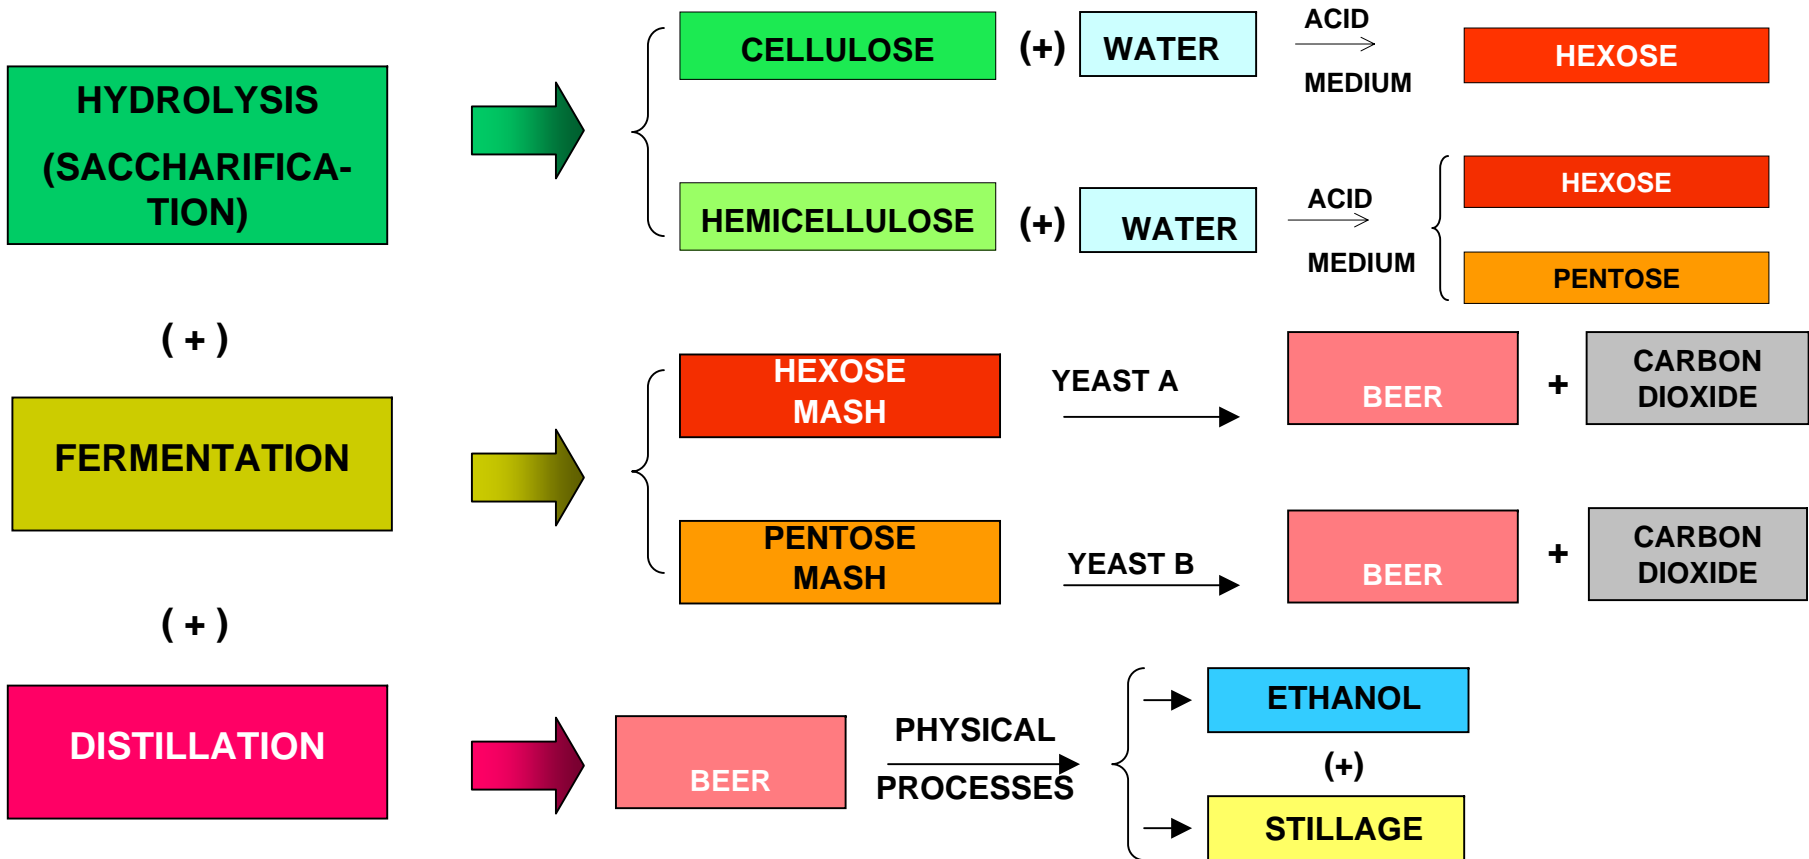 HYDROLYSIS
(SACCHARIFICA-
TION)
CELLULOSE
(+)
WATER
ACID
MEDIUM
HEXOSE
HEMICELLULOSE
(+)
WATER
ACID
MEDIUM
HEXOSE
PENTOSE
( + )
FERMENTATION
HEXOSE
MASH
YEAST A
BEER
+
CARBON
DIOXIDE
PENTOSE
MASH
YEAST B
BEER
+
CARBON
DIOXIDE
( + )
DISTILLATION
BEER
PHYSICAL
PROCESSES
ETHANOL
(+)
STILLAGE